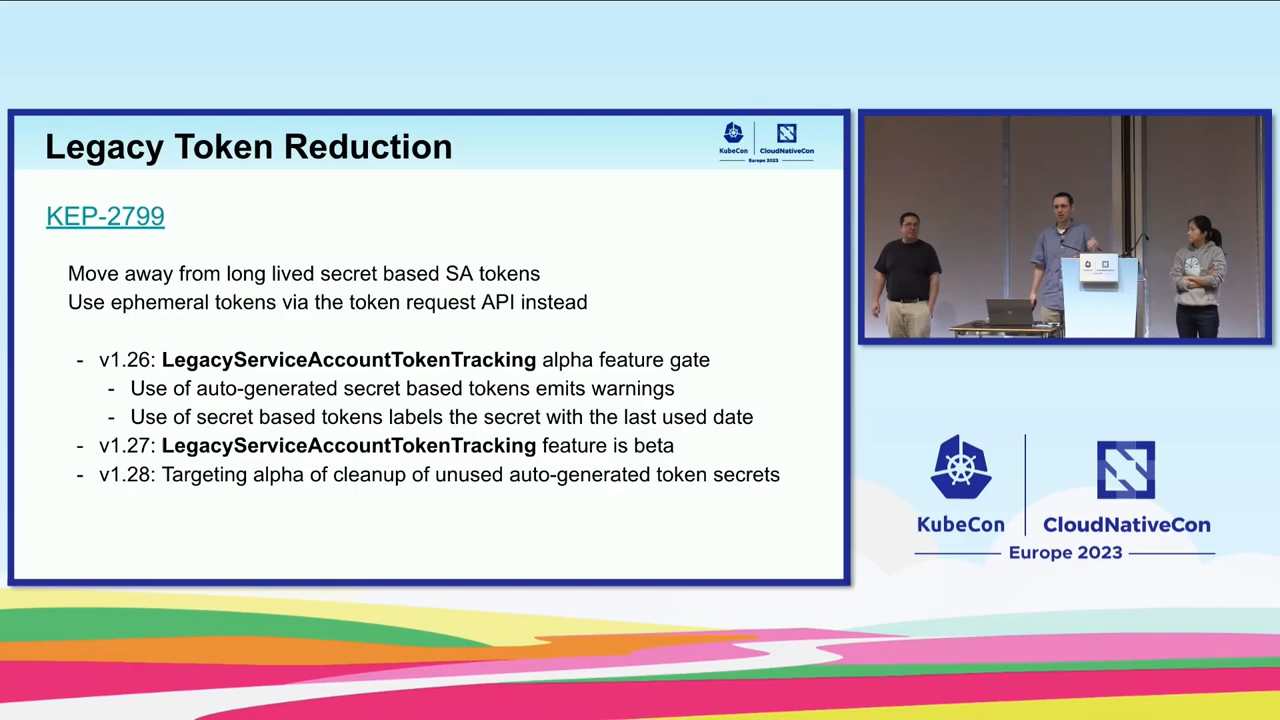 Legacy Token Reduction
KubeCon
CloudNativeCon
Europe 2023
KEP-2799
Move away from long lived secret based SA tokens
Use ephemeral tokens via the token request API instead
- v1.26: LegacyServiceAccountTokenTracking alpha feature gate
- Use of auto-generated secret based tokens emits warnings
- Use of secret based tokens labels the secret with the last used date
- v1.27: LegacyServiceAccountTokenTracking feature is beta
- v1.28: Targeting alpha of cleanup of unused auto-generated token secrets
KubeCon
CloudNativeCon
Europe 2023